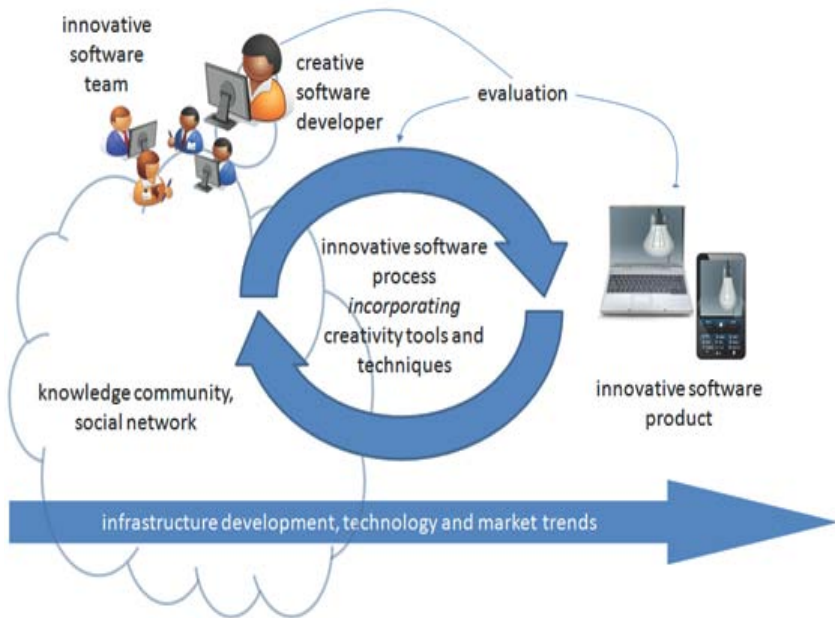 innovative
software
team
creative
software
developer
evaluation
innovative software
process
incorporating
creativity tools and
techniques
knowledge community,
social network
innovative software
product
infrastructure development, technology and market trends